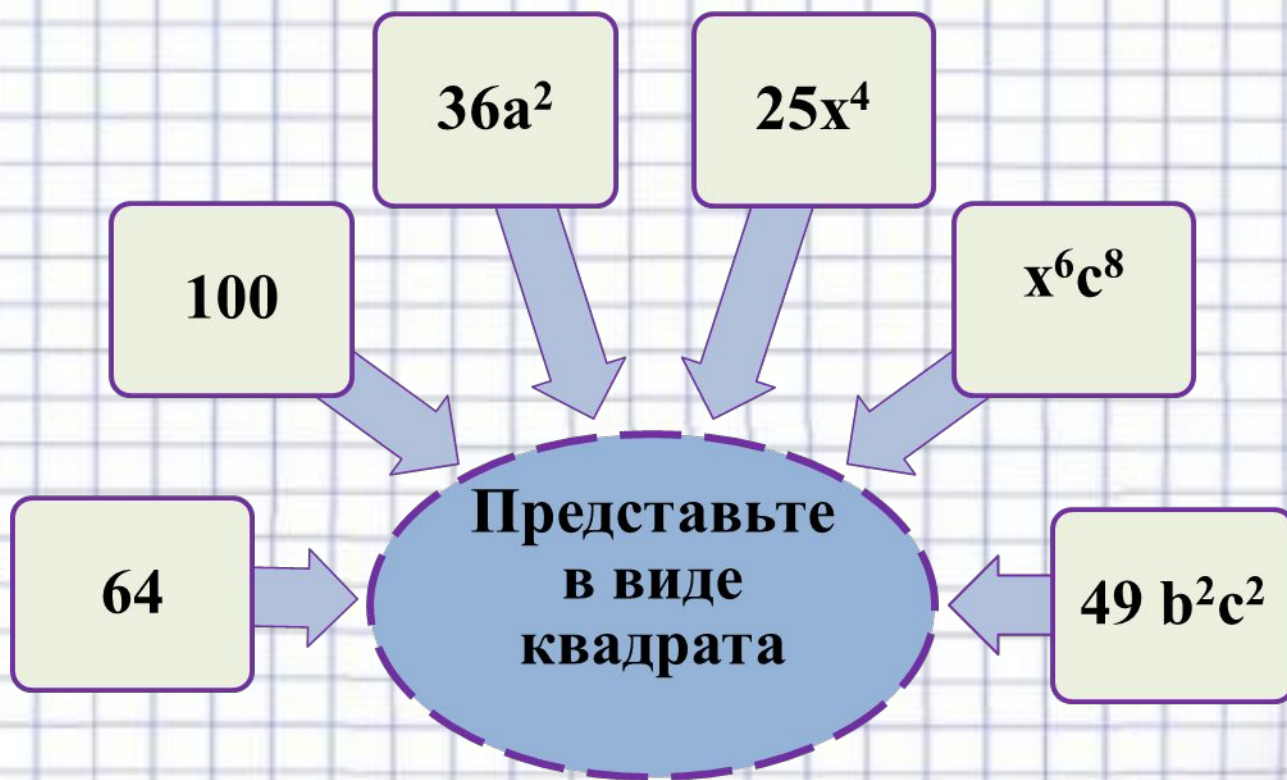 36a²
25x⁴
100
x⁶c⁸
64
Представьте
в виде
квадрата
49 b²c²